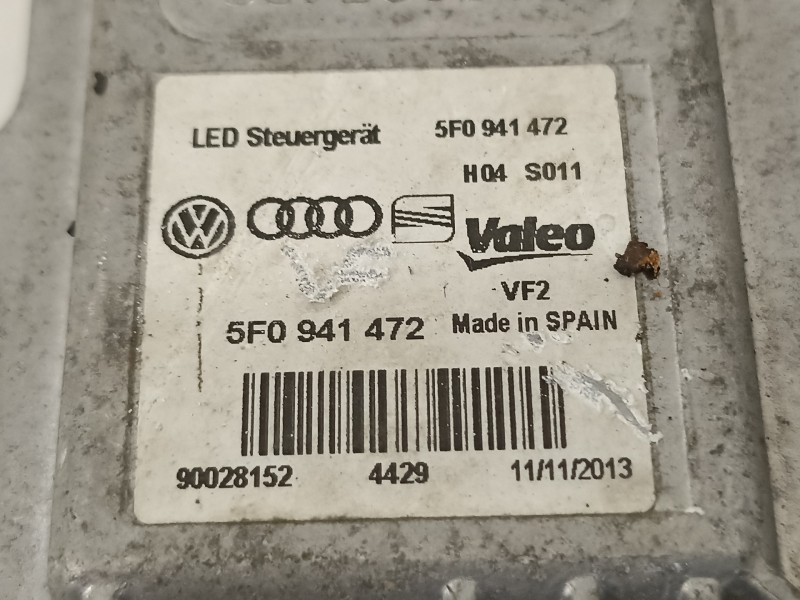 LED Steuergerät 5F0 941 472
H04 S011
Valeo
VF2
5F0 941 472 Made in SPAIN
90028152 4429 11/11/2013